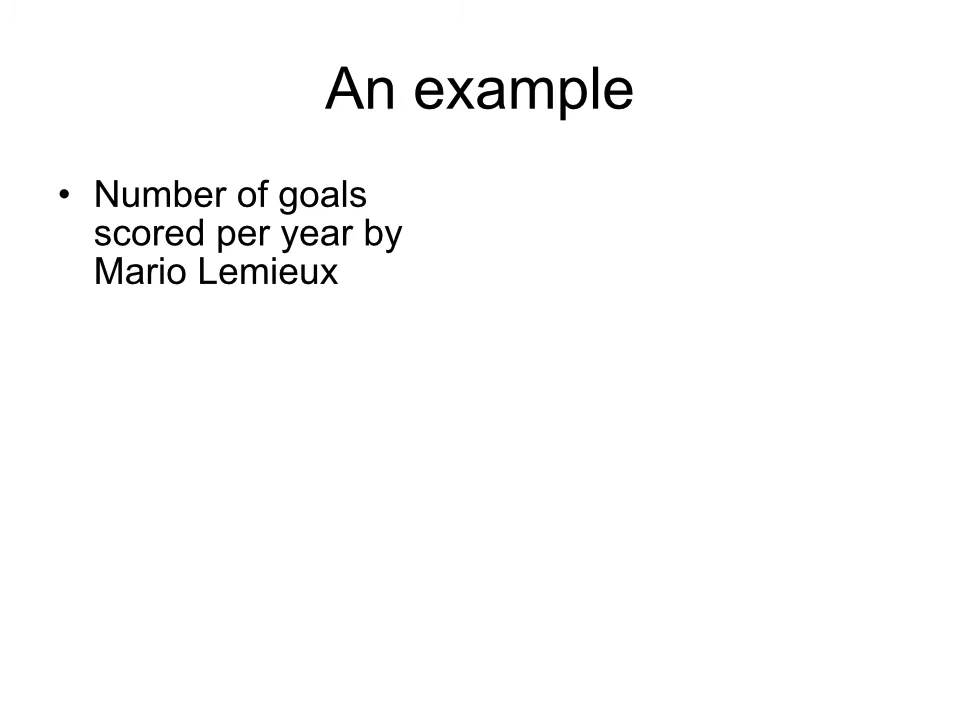 An example
• Number of goals
scored per year by
Mario Lemieux